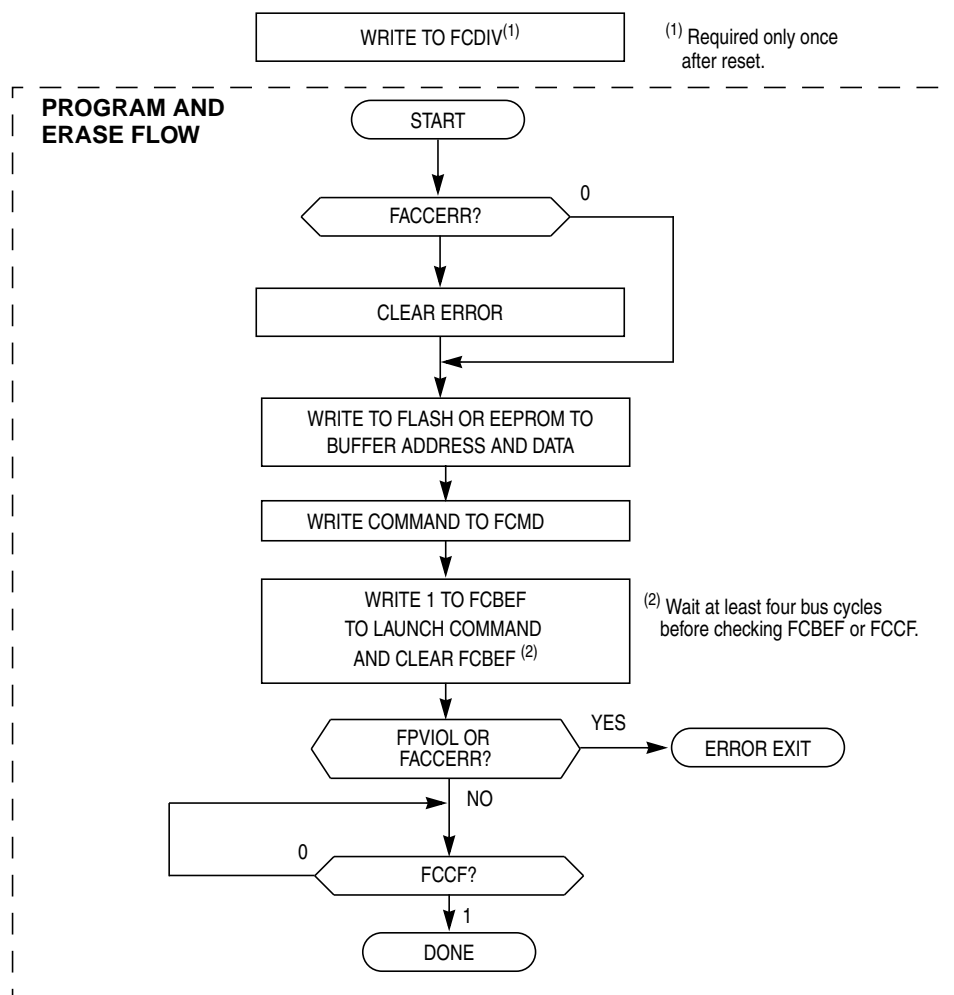 WRITE TO FCDIV(1)
(1) Required only once
after reset.
PROGRAM AND
ERASE FLOW
START
0
FACCERR?
CLEAR ERROR
WRITE TO FLASH OR EEPROM TO
BUFFER ADDRESS AND DATA
WRITE COMMAND TO FCMD
WRITE 1 TO FCBEF
TO LAUNCH COMMAND
AND CLEAR FCBEF (2)
(2) Wait at least four bus cycles
before checking FCBEF or FCCF.
FPVIOL OR
FACCERR?
YES
ERROR EXIT
NO
0
FCCF?
1
DONE